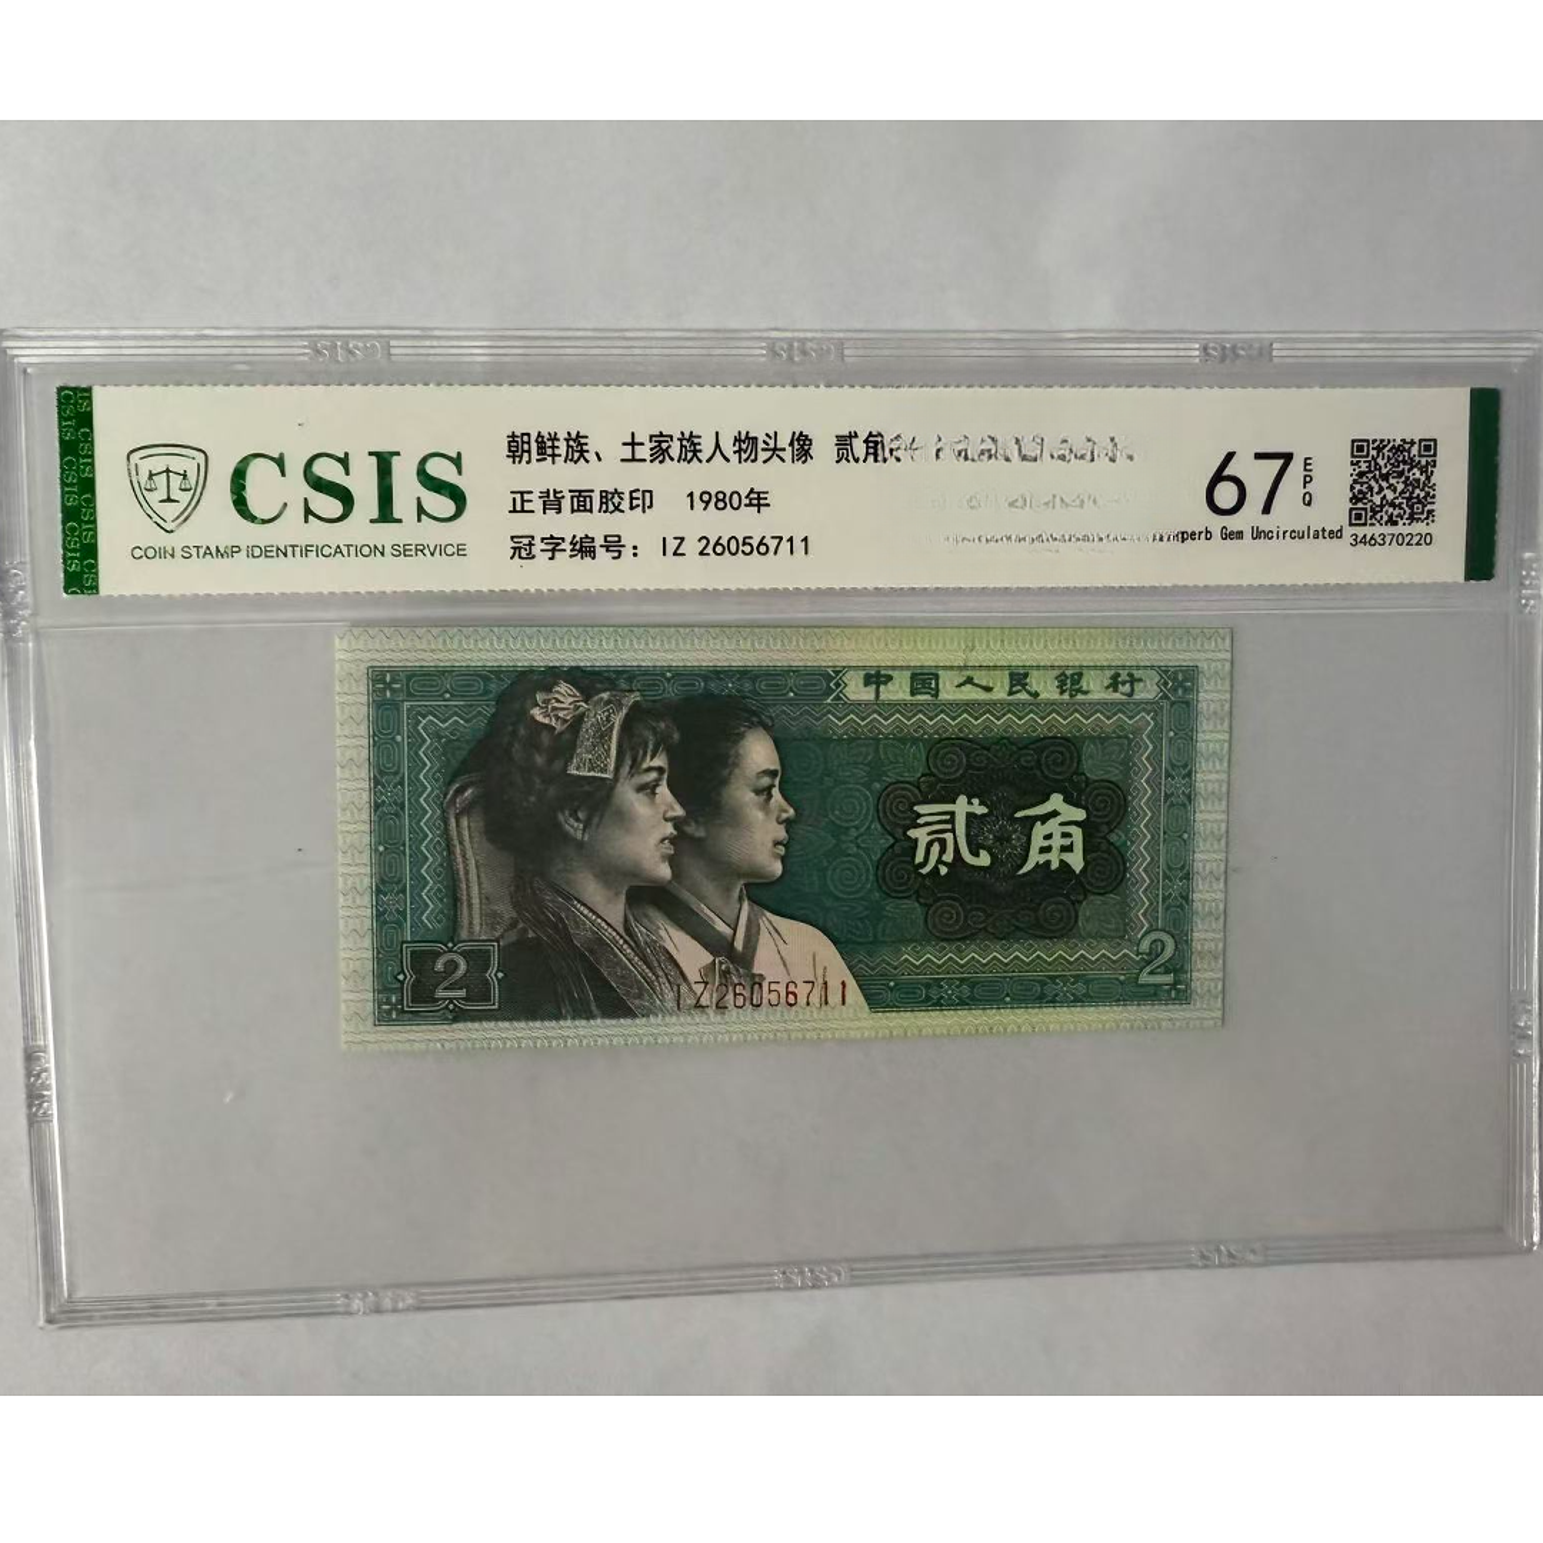 CSIS
COIN STAMP IDENTIFICATION SERVICE
朝鲜族、土家族人物头像 贰角
正背面胶印 1980年
冠字编号：IZ 26056711
67
EPQ
Gem Uncirculated
346370220
中国人民银行
贰角
2
2
IZ26056711